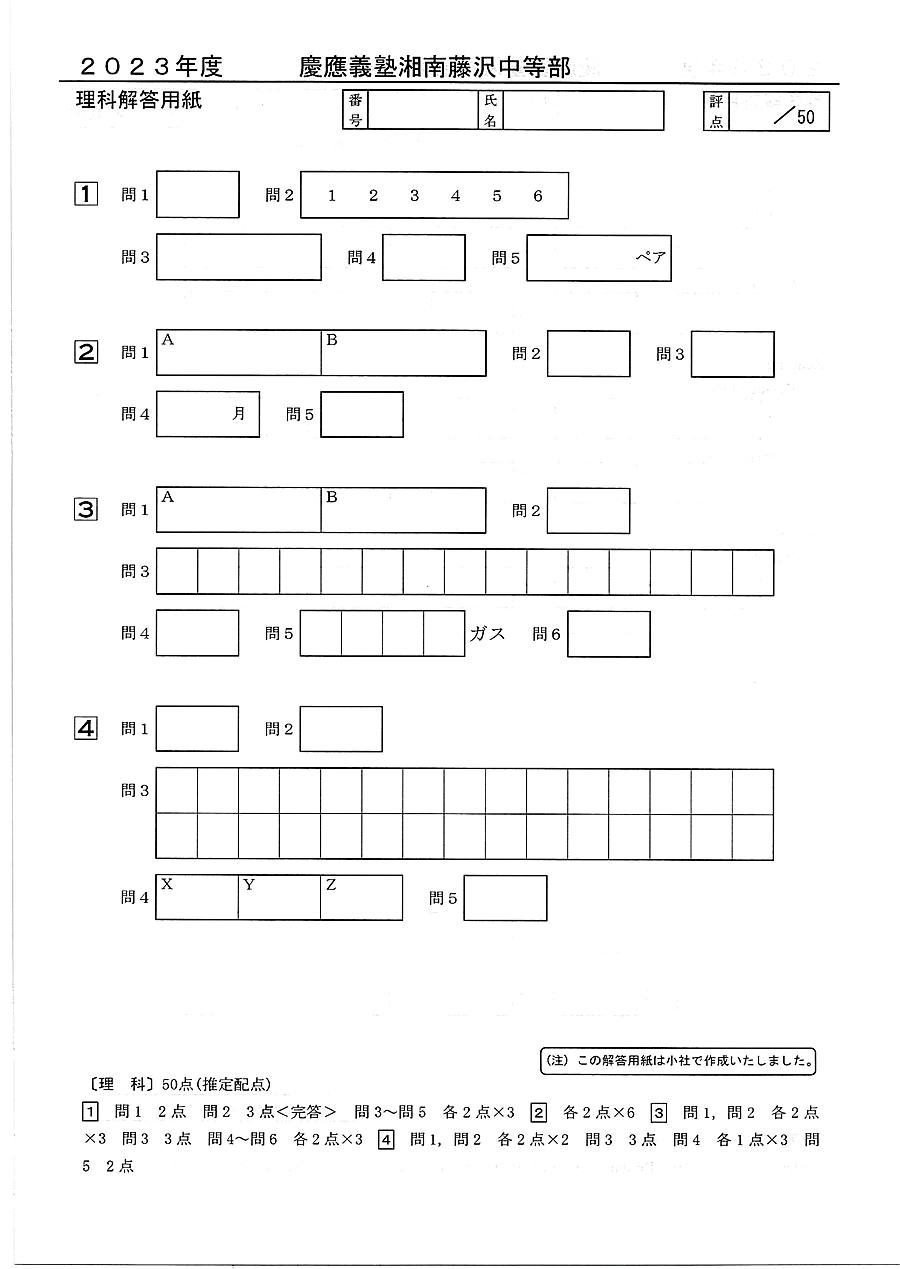 2023年度 慶應義塾湘南藤沢中等部
理科解答用紙 番号 氏名 評点 ／50
1 問1 問2 1 2 3 4 5 6
問3 問4 問5 ペア
2 問1 A B 問2 問3
問4 月 問5
3 問1 A B 問2
問3
問4 問5 ガス 問6
4 問1 問2
問3
問4 X Y Z 問5
(注) この解答用紙は小社で作成いたしました。
〔理 科〕50点(推定配点)
1 問1 2点 問2 3点＜完答＞ 問3～問5 各2点×3 2 各2点×6 3 問1, 問2 各2点
×3 問3 3点 問4～問6 各2点×3 4 問1, 問2 各2点×2 問3 3点 問4 各1点×3 問
5 2点